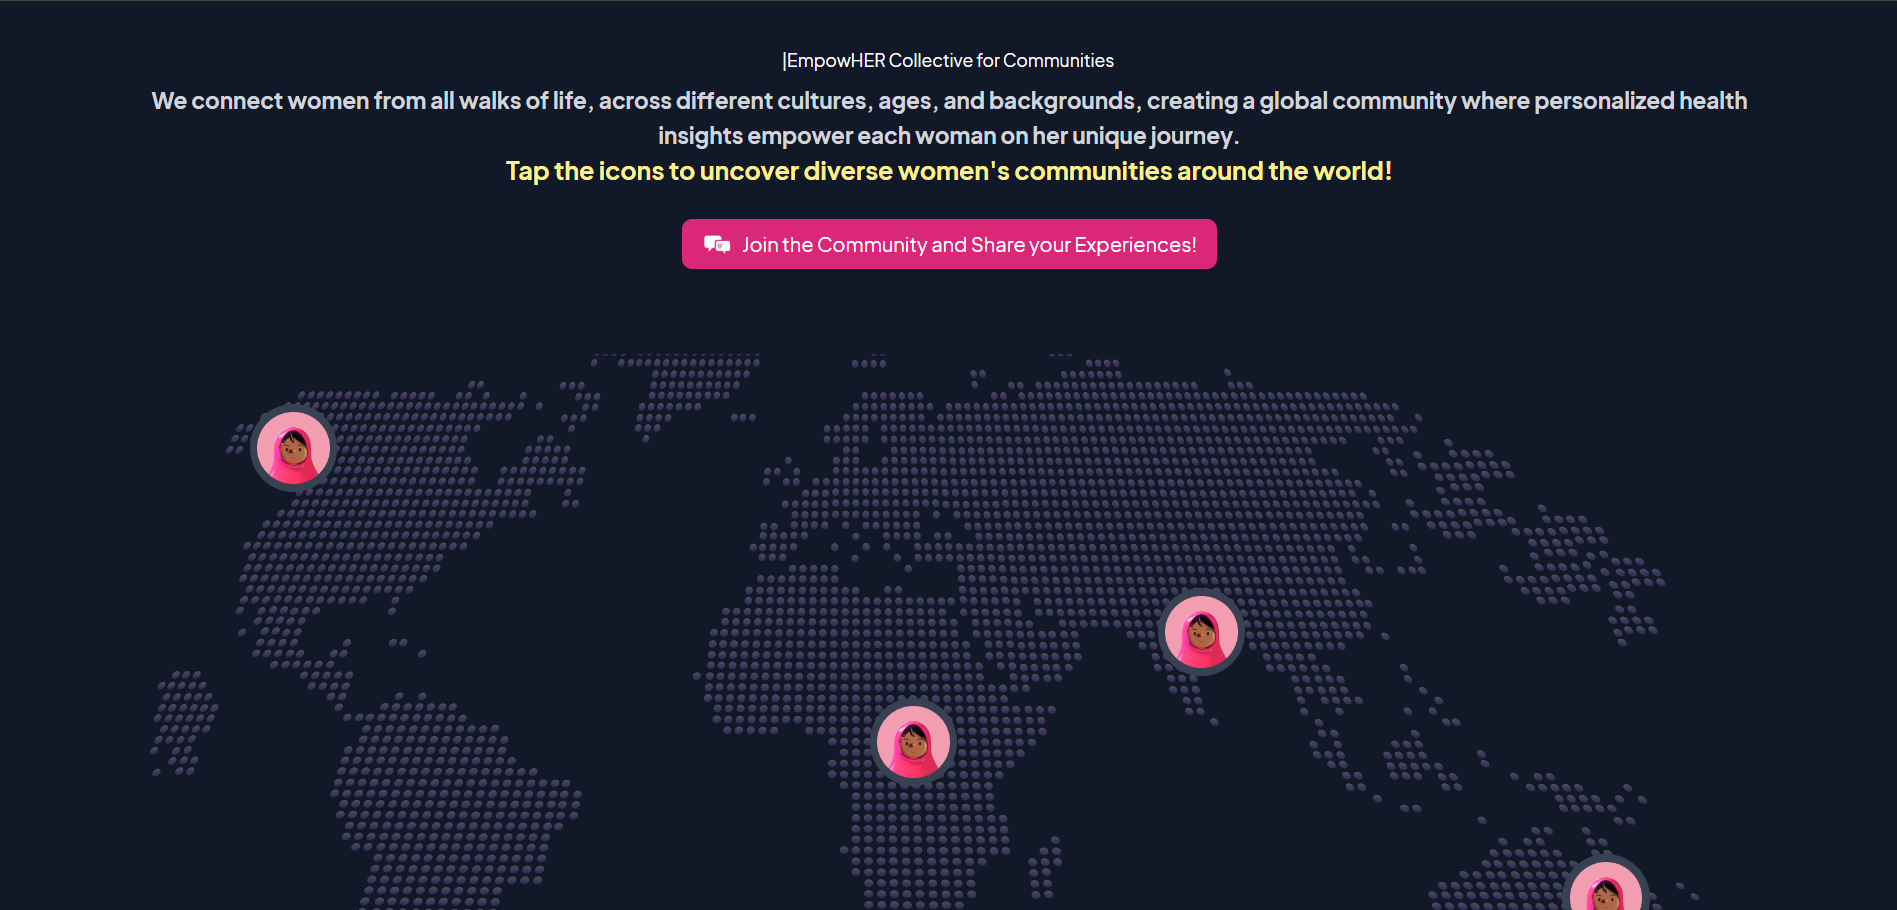 |EmpowHER Collective for Communities
We connect women from all walks of life, across different cultures, ages, and backgrounds, creating a global community where personalized health
insights empower each woman on her unique journey.
Tap the icons to uncover diverse women's communities around the world!
Join the Community and Share your Experiences!